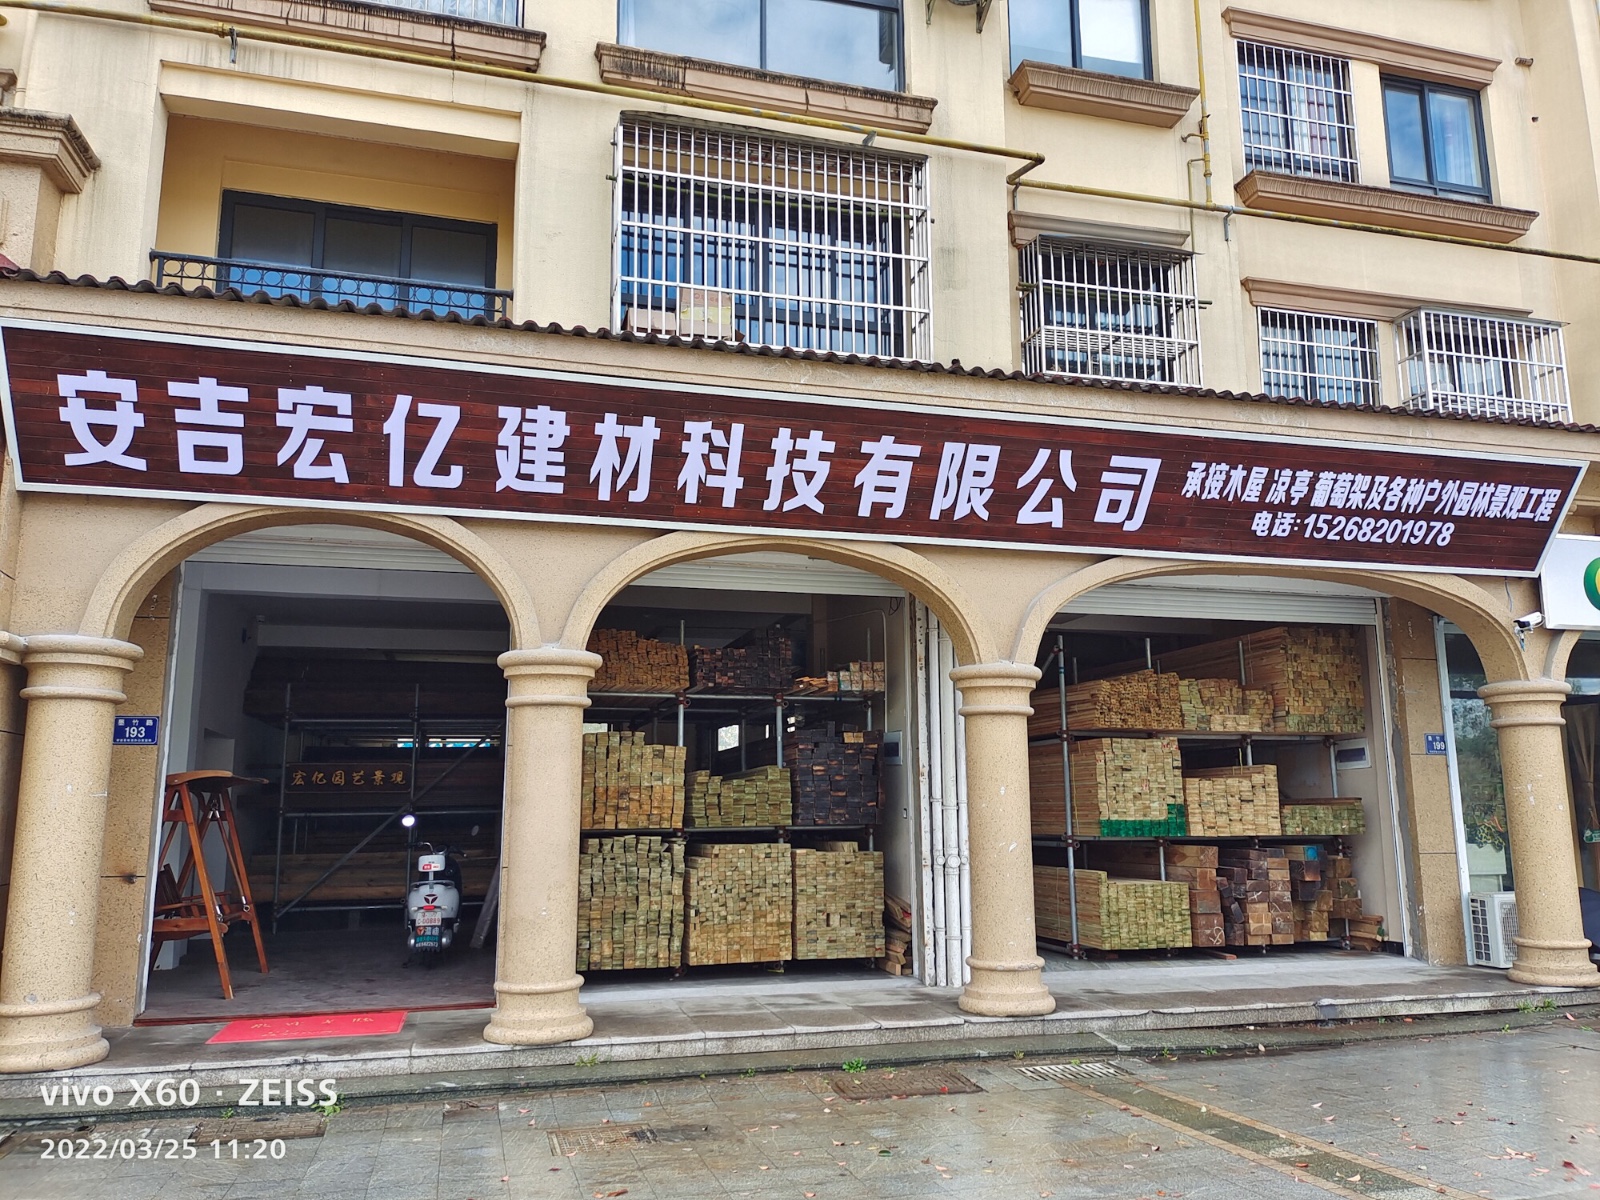 安吉宏亿建材科技有限公司
承接木屋 凉亭 葡萄架及各种户外园林景观工程
电话:15268201978
193
199
宏亿园艺景观
vivo X60 · ZEISS
2022/03/25 11:20